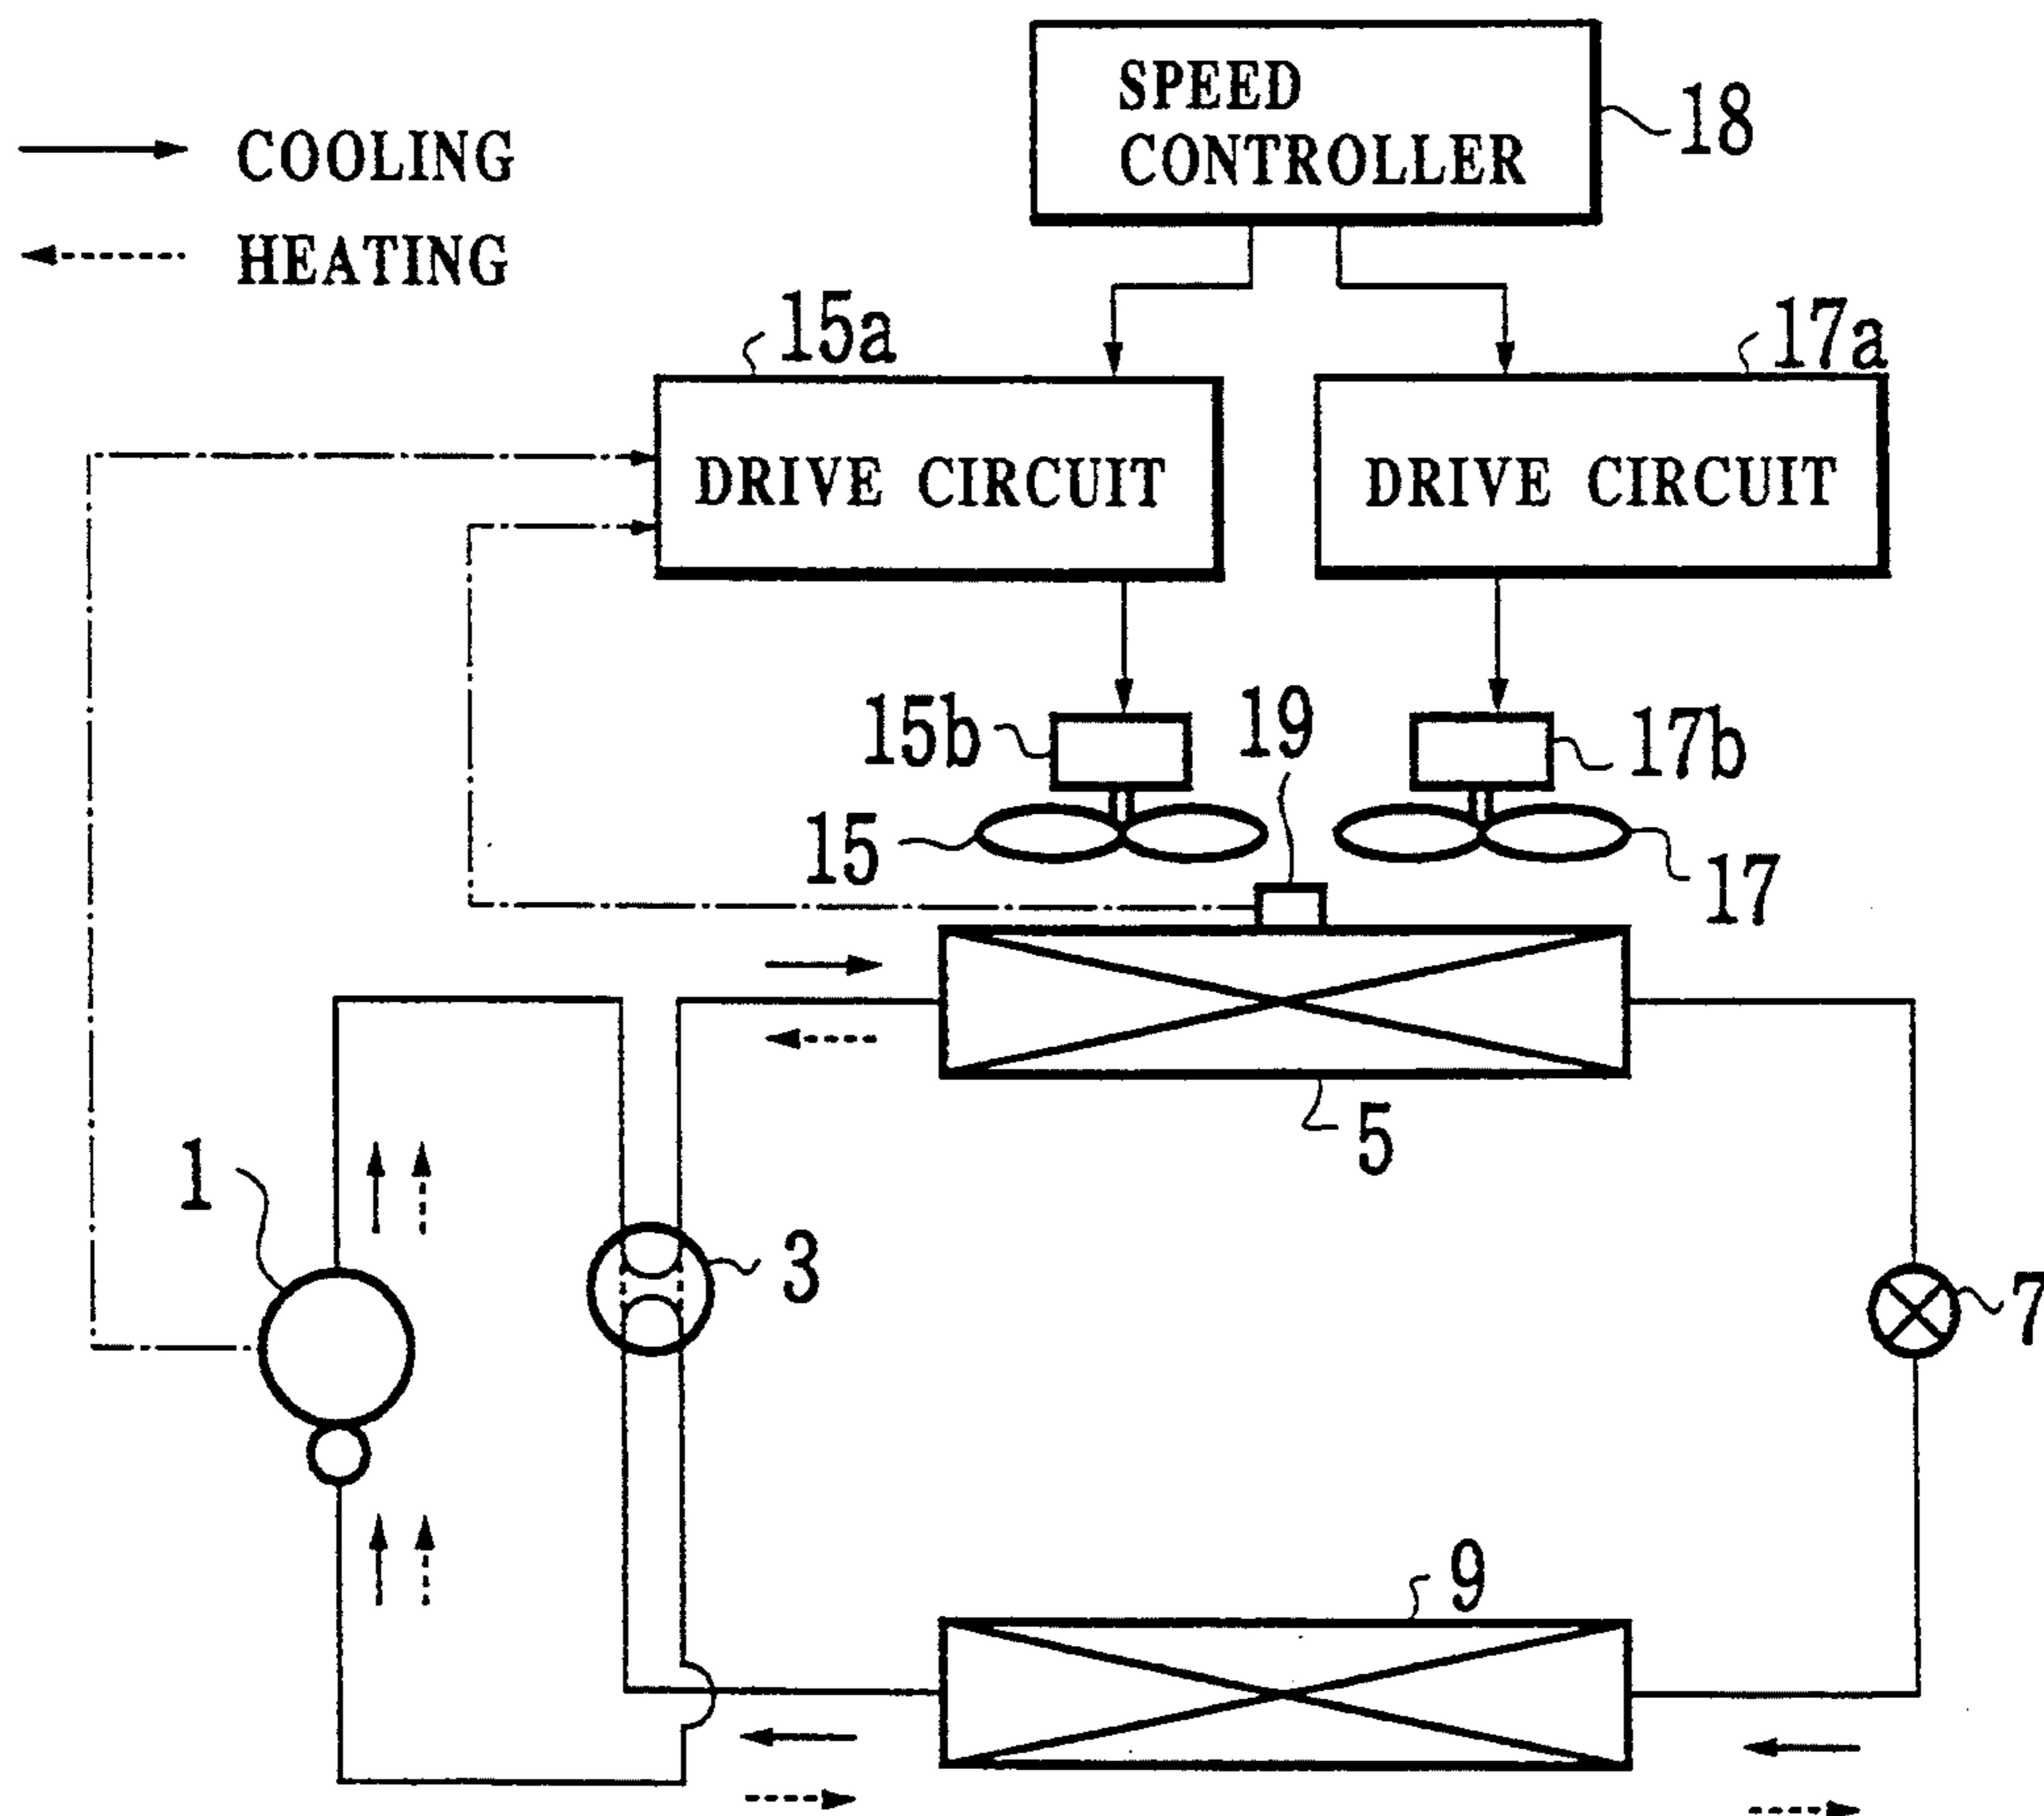 SPEED
CONTROLLER
18
COOLING
HEATING
15a
17a
DRIVE CIRCUIT
DRIVE CIRCUIT
15b
19
17b
15
17
5
1
3
7
9